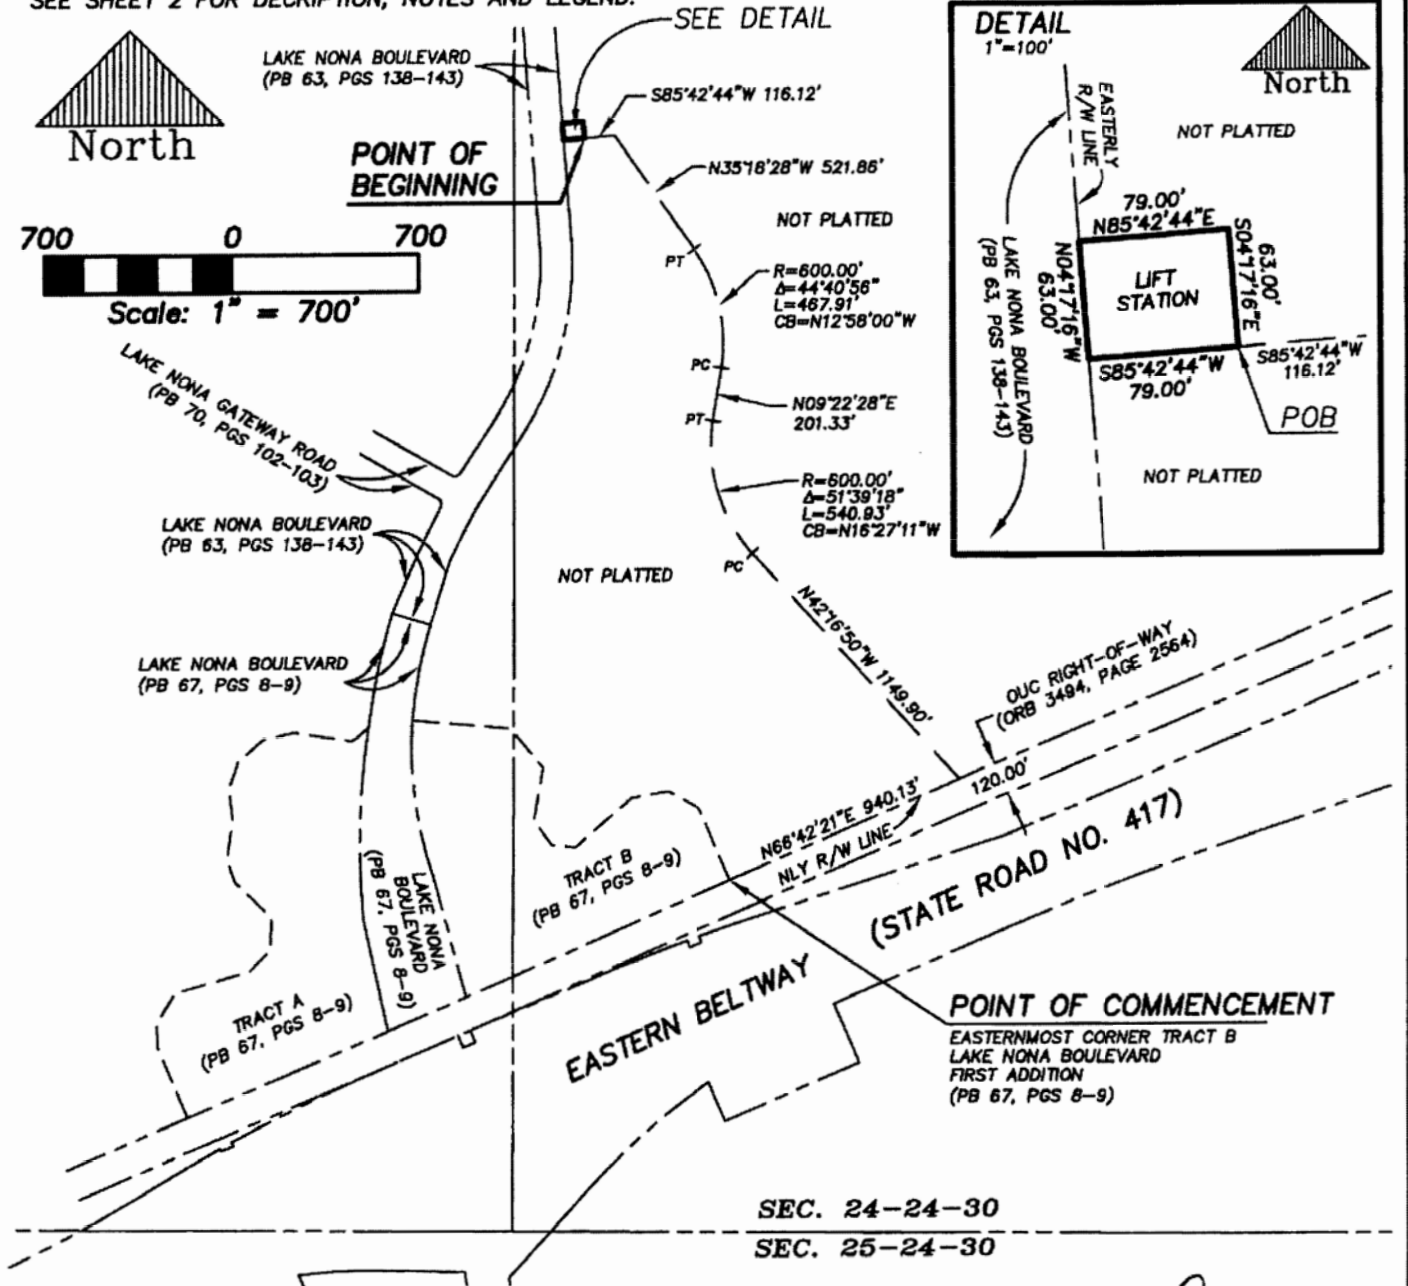 SEE SHEET 2 FOR DECRIPTION, NOTES AND LEGEND.
North
LAKE NONA BOULEVARD
(PB 63, PGS 138-143)
SEE DETAIL
S85°42'44"W 116.12'
POINT OF
BEGINNING
N35°18'28"W 521.86'
NOT PLATTED
700 0 700
Scale: 1" = 700'
PT
R=600.00'
Δ=44°40'56"
L=467.91'
CB=N12°58'00"W
PC
N09°22'28"E
201.33'
PT
R=600.00'
Δ=51°39'18"
L=540.93'
CB=N16°27'11"W
PC
LAKE NONA GATEWAY ROAD
(PB 70, PGS 102-103)
LAKE NONA BOULEVARD
(PB 63, PGS 138-143)
NOT PLATTED
N42°16'50"W 1149.90'
LAKE NONA BOULEVARD
(PB 67, PGS 8-9)
OUC RIGHT-OF-WAY
(ORB 3494, PAGE 2564)
120.00'
N66°42'21"E 940.13'
NLY R/W LINE
TRACT B
(PB 67, PGS 8-9)
LAKE NONA
BOULEVARD
(PB 67, PGS 8-9)
TRACT A
(PB 67, PGS 8-9)
EASTERN BELTWAY
(STATE ROAD NO. 417)
POINT OF COMMENCEMENT
EASTERNMOST CORNER TRACT B
LAKE NONA BOULEVARD
FIRST ADDITION
(PB 67, PGS 8-9)
SEC. 24-24-30
SEC. 25-24-30
DETAIL
1"=100'
North
EASTERLY
R/W LINE
NOT PLATTED
79.00'
N85°42'44"E
S04°17'16"E
63.00'
LIFT
STATION
N04°17'16"W
63.00'
LAKE NONA BOULEVARD
(PB 63, PGS 138-143)
S85°42'44"W
79.00'
S85°42'44"W
116.12'
POB
NOT PLATTED